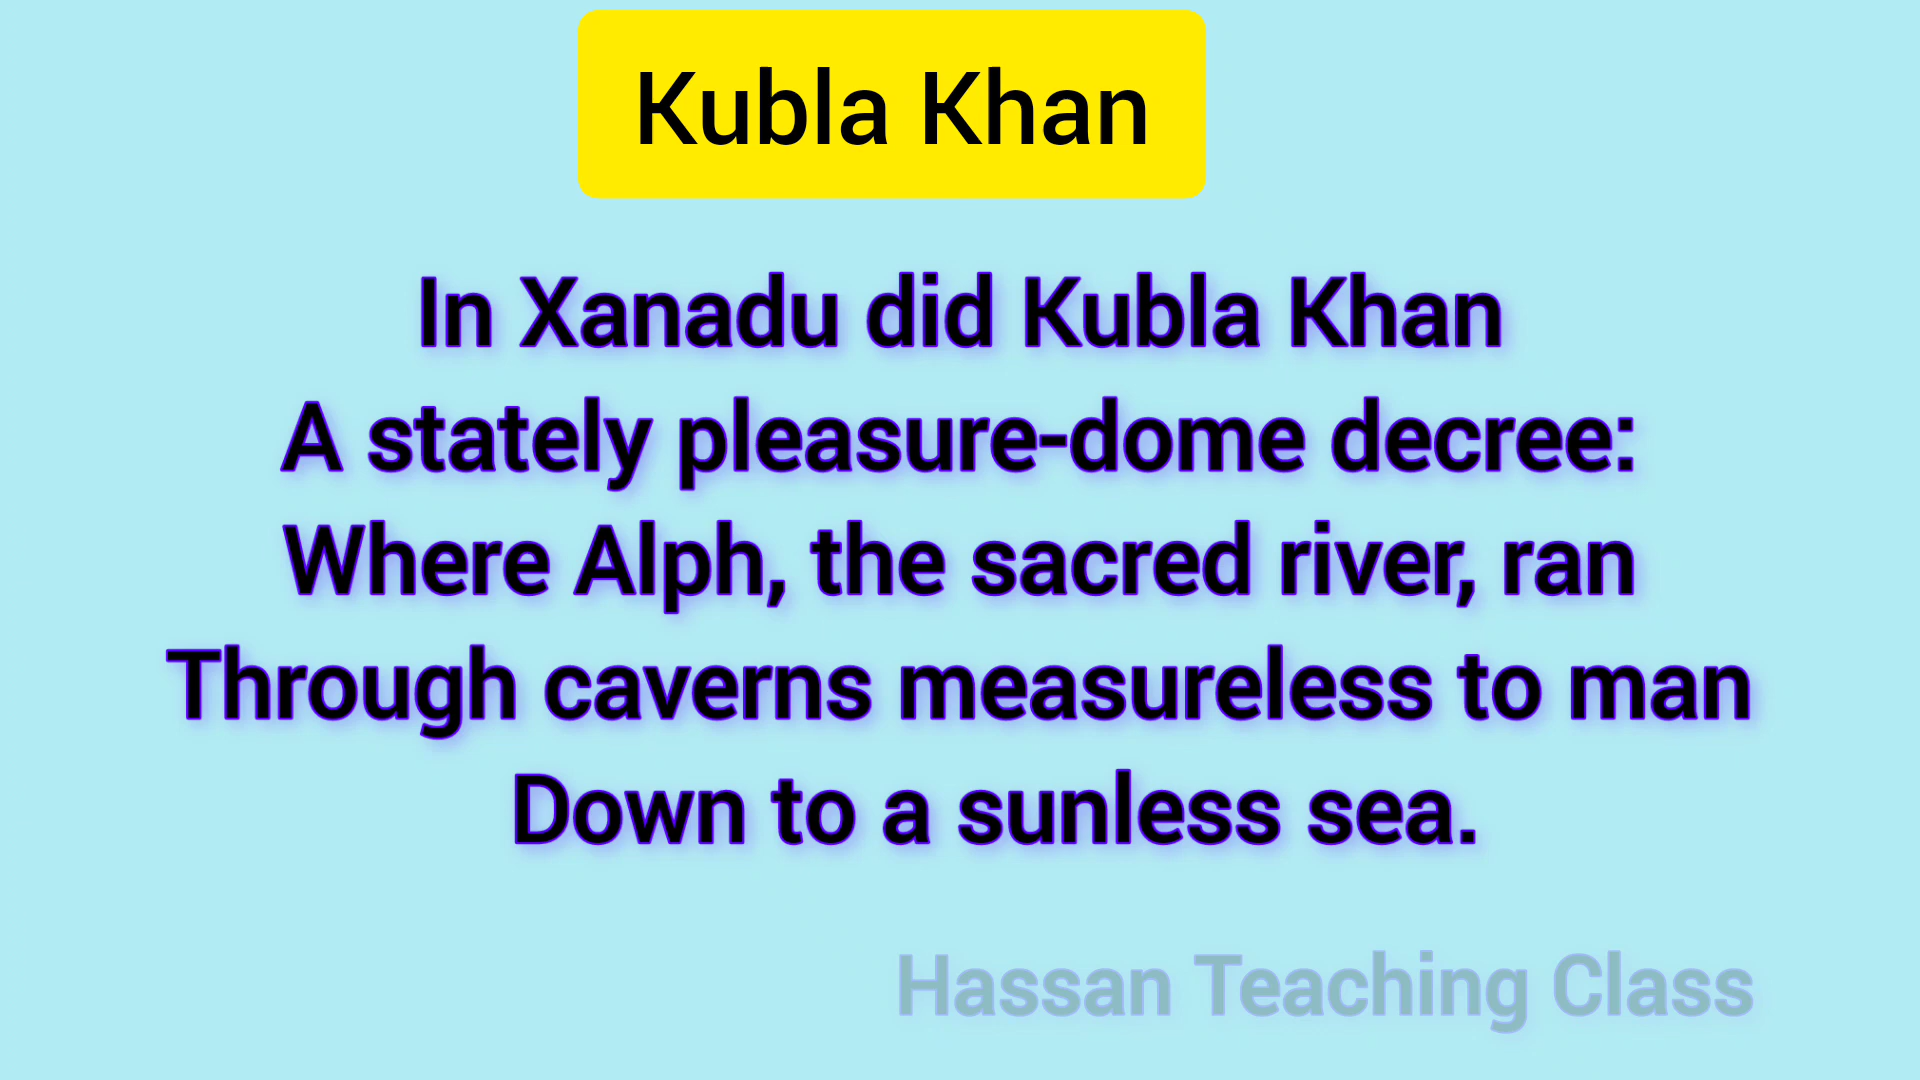 Kubla Khan
In Xanadu did Kubla Khan
A stately pleasure-dome decree:
Where Alph, the sacred river, ran
Through caverns measureless to man
Down to a sunless sea.
Hassan Teaching Class